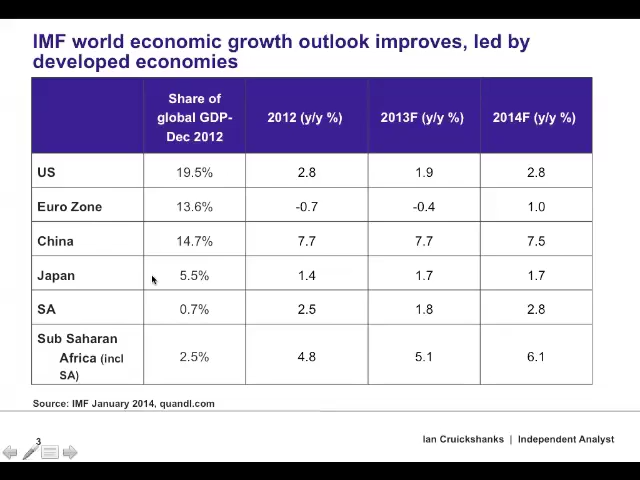 IMF world economic growth outlook improves, led by
developed economies
Share of
global GDP-
Dec 2012
2012 (y/y %)
2013F (y/y %)
2014F (y/y %)
US 19.5% 2.8 1.9 2.8
Euro Zone 13.6% -0.7 -0.4 1.0
China 14.7% 7.7 7.7 7.5
Japan 5.5% 1.4 1.7 1.7
SA 0.7% 2.5 1.8 2.8
Sub Saharan
Africa (incl
SA)
2.5% 4.8 5.1 6.1
Source: IMF January 2014, quandl.com
3
Ian Cruickshanks | Independent Analyst